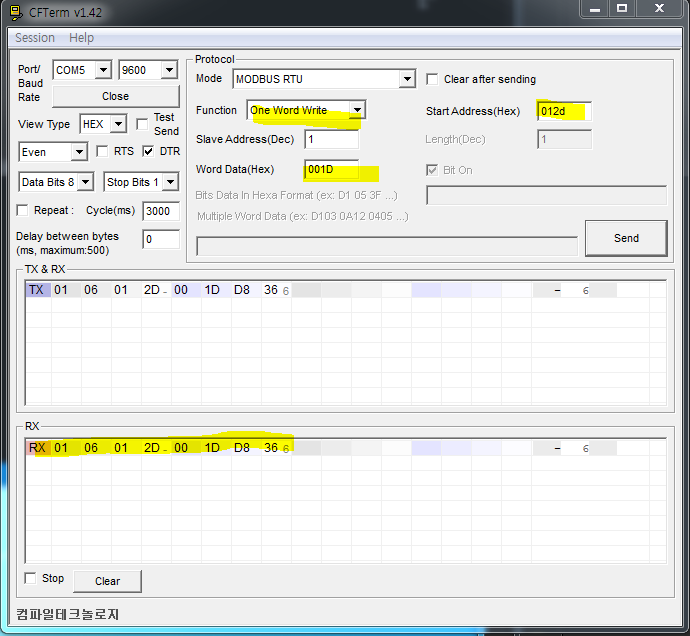 CFTerm v1.42
Session Help
Port/ Baud Rate COM5 9600
Close
View Type HEX Test Send
Even RTS DTR
Data Bits 8 Stop Bits 1
Repeat : Cycle(ms) 3000
Delay between bytes (ms, maximum:500) 0
Protocol
Mode MODBUS RTU Clear after sending
Function One Word Write Start Address(Hex) 012d
Slave Address(Dec) 1 Length(Dec) 1
Word Data(Hex) 001D Bit On
Bits Data In Hexa Format (ex: D1 05 3F ...)
Multiple Word Data (ex: D103 0A12 0405 ...)
Send
TX & RX
TX 01 06 01 2D - 00 1D D8 36 6 – 6
RX
RX 01 06 01 2D - 00 1D D8 36 6 – 6
Stop Clear
컴파일테크놀로지